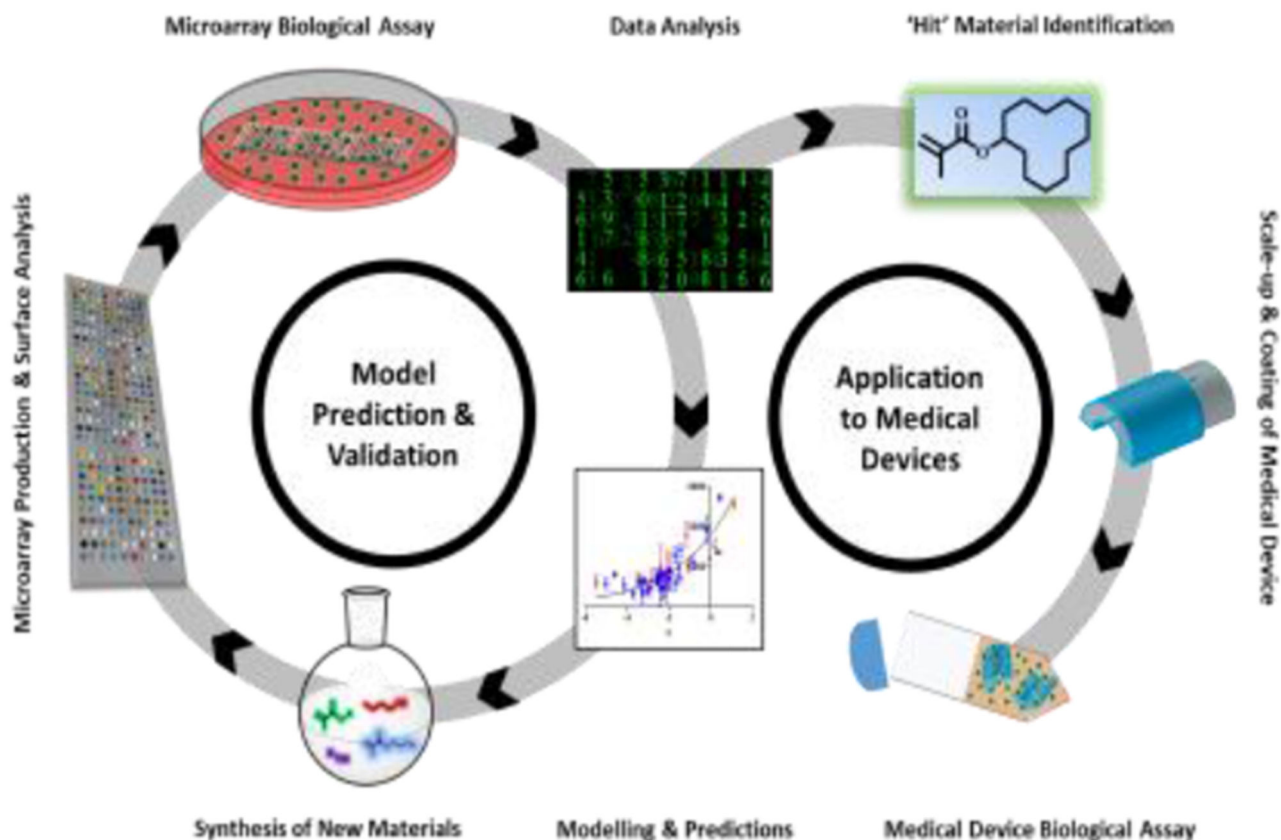 Microarray Biological Assay
Data Analysis
‘Hit’ Material Identification
Microarray Production & Surface Analysis
Model
Prediction &
Validation
Application
to Medical
Devices
Scale-up & Coating of Medical Device
Synthesis of New Materials
Modelling & Predictions
Medical Device Biological Assay
O
O